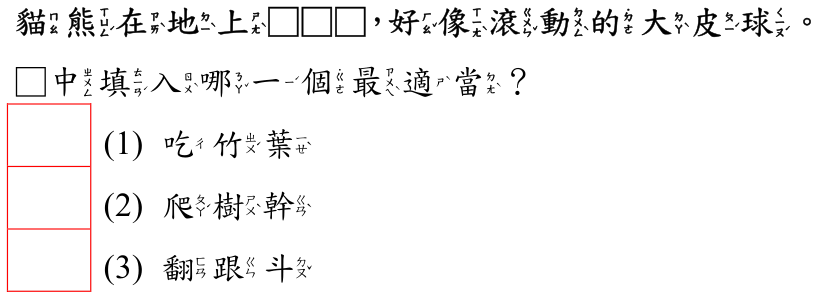 貓熊在地上□□□，好像滾動的大皮球。
□中填入哪一個最適當？
(1) 吃竹葉
(2) 爬樹幹
(3) 翻跟斗